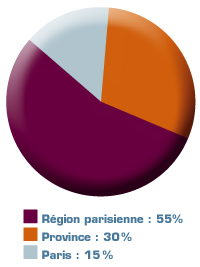 Région parisienne : 55%
Province : 30%
Paris : 15%